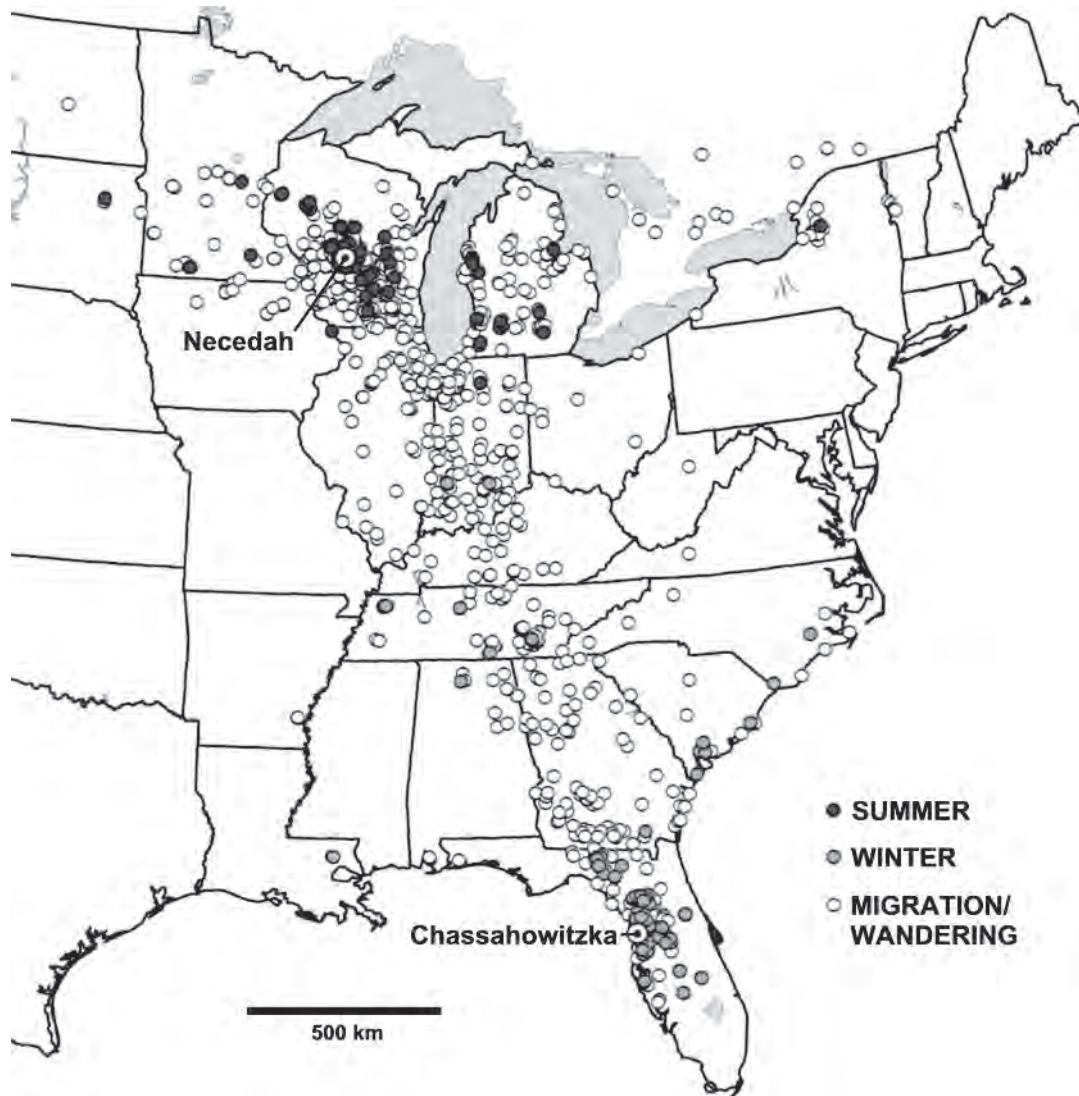 Necedah
SUMMER
WINTER
MIGRATION/
WANDERING
Chassahowitzka
500 km